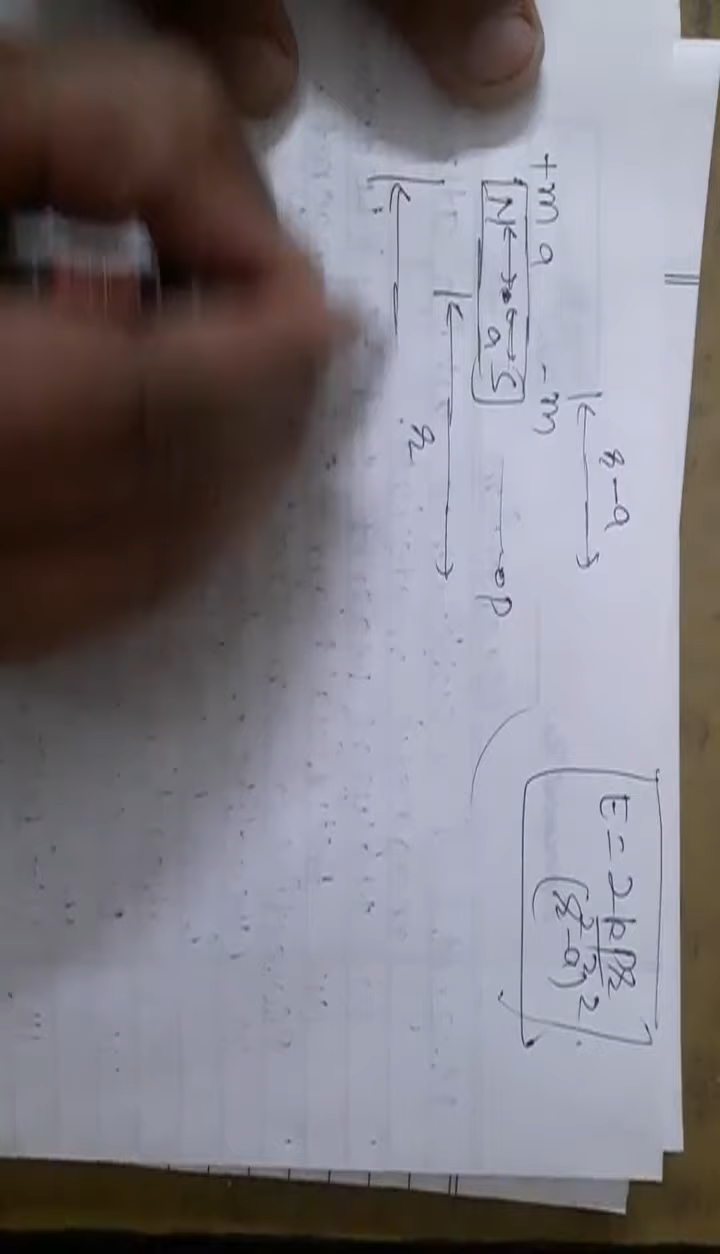 r-a
+m a -m
N a S
P
r
E = 2kpr
(r²-a²)²